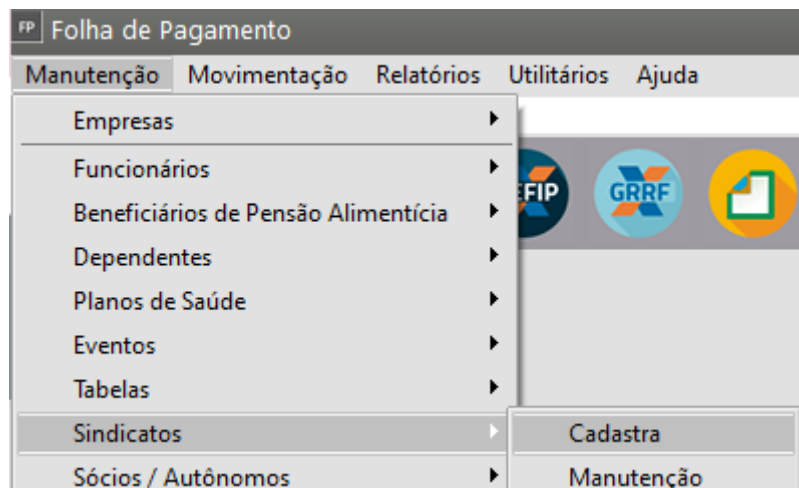 FP Folha de Pagamento
Manutenção Movimentação Relatórios Utilitários Ajuda
Empresas
Funcionários
EFIP GRRF
Beneficiários de Pensão Alimentícia
Dependentes
Planos de Saúde
Eventos
Tabelas
Sindicatos Cadastra
Sócios / Autônomos Manutenção